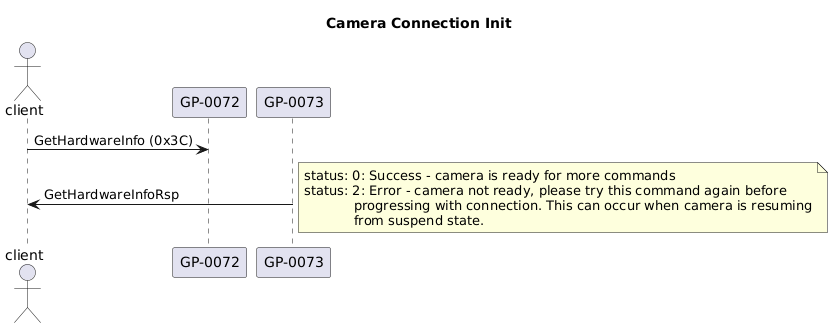 Camera Connection Init
client
GP-0072
GP-0073
GetHardwareInfo (0x3C)
status: 0: Success - camera is ready for more commands
status: 2: Error - camera not ready, please try this command again before
progressing with connection. This can occur when camera is resuming
from suspend state.
GetHardwareInfoRsp
client
GP-0072
GP-0073